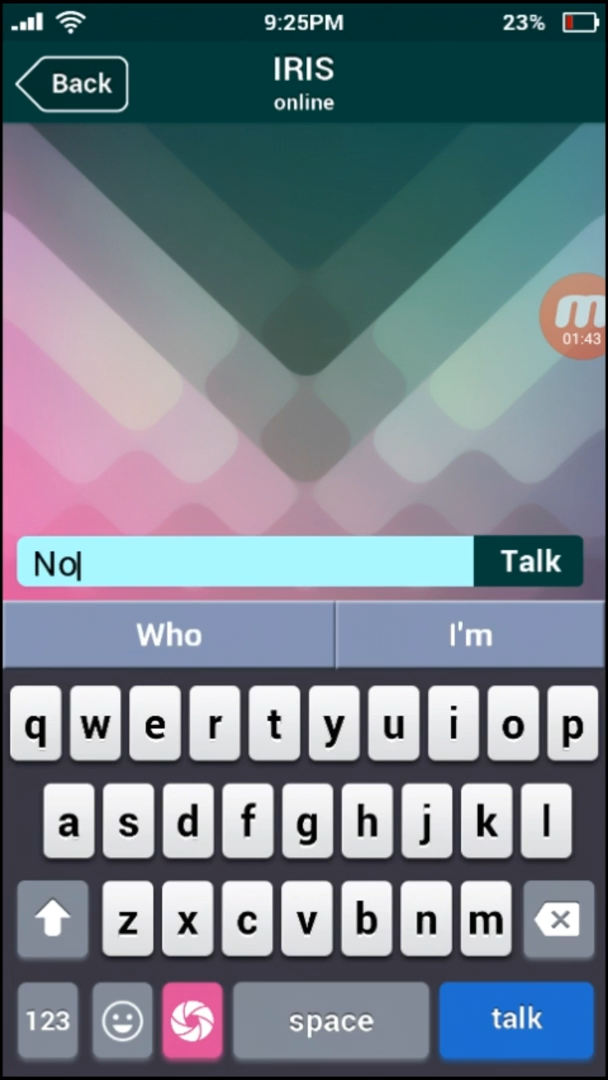 9:25PM 23%
Back
IRIS
online
m
01:43
No
Talk
Who I'm
q w e r t y u i o p
a s d f g h j k l
z x c v b n m
123 space talk